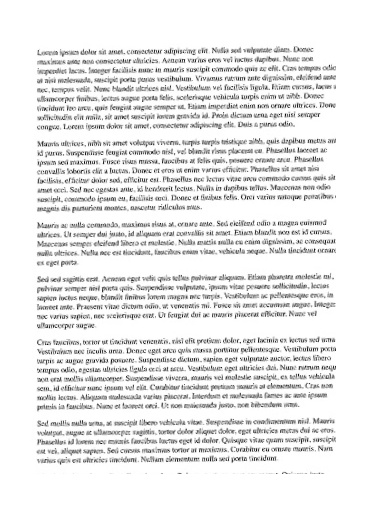 Lorem ipsum dolor sit amet, consectetur adipiscing elit. Nulla sed vulputate diam. Donec
maximus ante non consectetur ultricies. Aenean varius eros vel luctus dapibus. Nunc non
imperdiet lacus. Integer facilisis nunc in mauris suscipit commodo quis ac elit. Cras tempus odio
ut nisi malesuada, suscipit porta purus vestibulum. Vivamus rutrum ante dignissim, eleifend ante
nec, tempus velit. Nunc blandit ultrices nisl. Vestibulum vel facilisis ligula. Etiam cursus, lacus a
ullamcorper finibus, lectus augue porta felis, scelerisque vehicula turpis enim ut nibh. Donec
tincidunt leo arcu, quis feugiat augue semper ut. Etiam imperdiet enim non ornare ultrices. Donec
sollicitudin elit nulla, sit amet suscipit lorem gravida id. Proin dictum urna eget nisi semper
congue. Lorem ipsum dolor sit amet, consectetur adipiscing elit. Duis a purus odio.
Mauris ultrices, nibh sit amet volutpat viverra, turpis turpis tristique nibh, quis dapibus metus au
id purus. Suspendisse feugiat commodo nisl, vel blandit risus placerat eu. Phasellus laoreet ac
ipsum sed maximus. Fusce risus massa, faucibus at felis quis, posuere ornare arcu. Phasellus
convallis lobortis elit a luctus. Donec et eros ut enim varius efficitur. Phasellus sit amet nisi
facilisis, efficitur dolor sed, efficitur est. Phasellus nec lectus vitae arcu commodo cursus quis sit
amet orci. Sed nec egestas ante, id hendrerit lectus. Nulla in dapibus tellus. Maecenas non odio
suscipit, commodo ipsum eu, facilisis orci. Donec et finibus felis. Orci varius natoque penatibus
magnis dis parturient montes, nascetur ridiculus mus.
Mauris ac nulla commodo, maximus risus at, ornare ante. Sed eleifend odio a magna euismod
ultrices. Ut semper dui justo, id aliquam erat convallis sit amet. Etiam blandit non est id cursus.
Maecenas semper eleifend libero et molestie. Nulla mattis nulla eu enim dignissim, ac consequat
nulla ultrices. Nulla nec est tincidunt, faucibus enim vitae, vehicula neque. Nulla tincidunt ornare
ex eget porta.
Sed sed sagittis erat. Aenean eget velit quis tellus pulvinar aliquam. Etiam pharetra molestie mi,
pulvinar semper nisl porta quis. Suspendisse vulputate, ipsum vitae posuere sollicitudin, lectus
sapien luctus neque, blandit finibus lorem magna nec turpis. Vestibulum ac pellentesque eros, in
laoreet ante. Praesent vitae dictum odio, ut venenatis mi. Fusce sit amet accumsan augue. Integer
nec varius sapien, nec scelerisque erat. Ut feugiat dui ac mauris placerat efficitur. Nunc vel
ullamcorper augue.
Cras faucibus, tortor ut tincidunt venenatis, nisl elit pretium dolor, eget lacinia ex lectus sed urna
Vestibulum nec iaculis urna. Donec eget arcu quis massa porttitor pellentesque. Vestibulum porta
turpis ac augue gravida posuere. Suspendisse dictum, sapien eget vulputate auctor, lectus libero
tempus odio, egestas ultricies ligula orci at arcu. Vestibulum eget ultricies dui. Nunc rutrum nequ
non erat mollis ullamcorper. Suspendisse viverra, mauris vel molestie suscipit, ex tellus vehicula
sem, id efficitur nunc ipsum vel elit. Curabitur tincidunt pretium mauris at elementum. Cras non
mollis lectus. Aliquam malesuada varius placerat. Interdum et malesuada fames ac ante ipsum
primis in faucibus. Nunc et laoreet orci. Ut non malesuada justo, non bibendum urna.
Sed mollis nulla urna, at suscipit libero vehicula vitae. Suspendisse in condimentum nisl. Mauris
volutpat, augue at ullamcorper sagittis, tortor dolor aliquet dolor, eget ultricies metus dui ac eros.
Phasellus id lorem nec mauris faucibus luctus eget id dolor. Quisque vitae quam suscipit, suscipit
est vel, aliquet sapien. Sed cursus maximus tortor at maximus. Curabitur eu ornare mauris. Nam
varius quis est ultricies tincidunt. Nullam elementum nulla sed porta tincidunt.